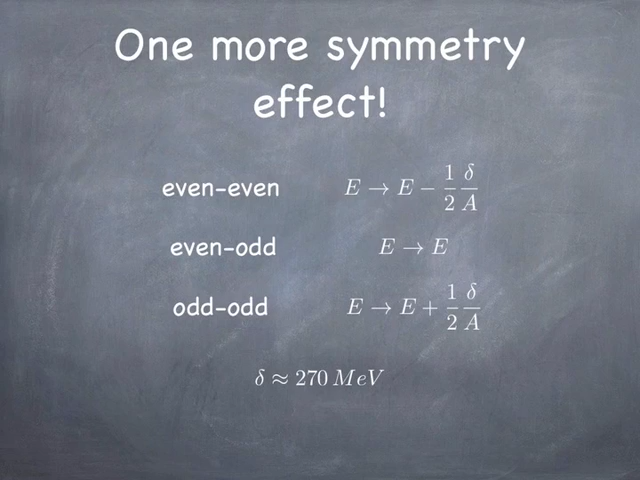 One more symmetry
effect!
even-even E → E − 1/2 δ/A
even-odd E → E
odd-odd E → E + 1/2 δ/A
δ ≈ 270 MeV